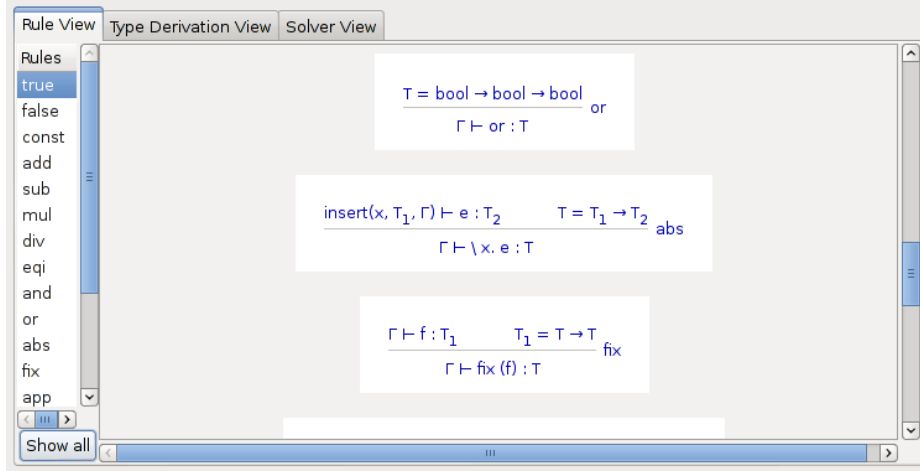 Rule View Type Derivation View Solver View
Rules
true
false
const
add
sub
mul
div
eqi
and
or
abs
fix
app
Show all
T = bool → bool → bool
or
Γ ⊢ or : T
insert(x, T₁, Γ) ⊢ e : T₂ T = T₁ → T₂
abs
Γ ⊢ \ x. e : T
Γ ⊢ f : T₁ T₁ = T → T
fix
Γ ⊢ fix (f) : T